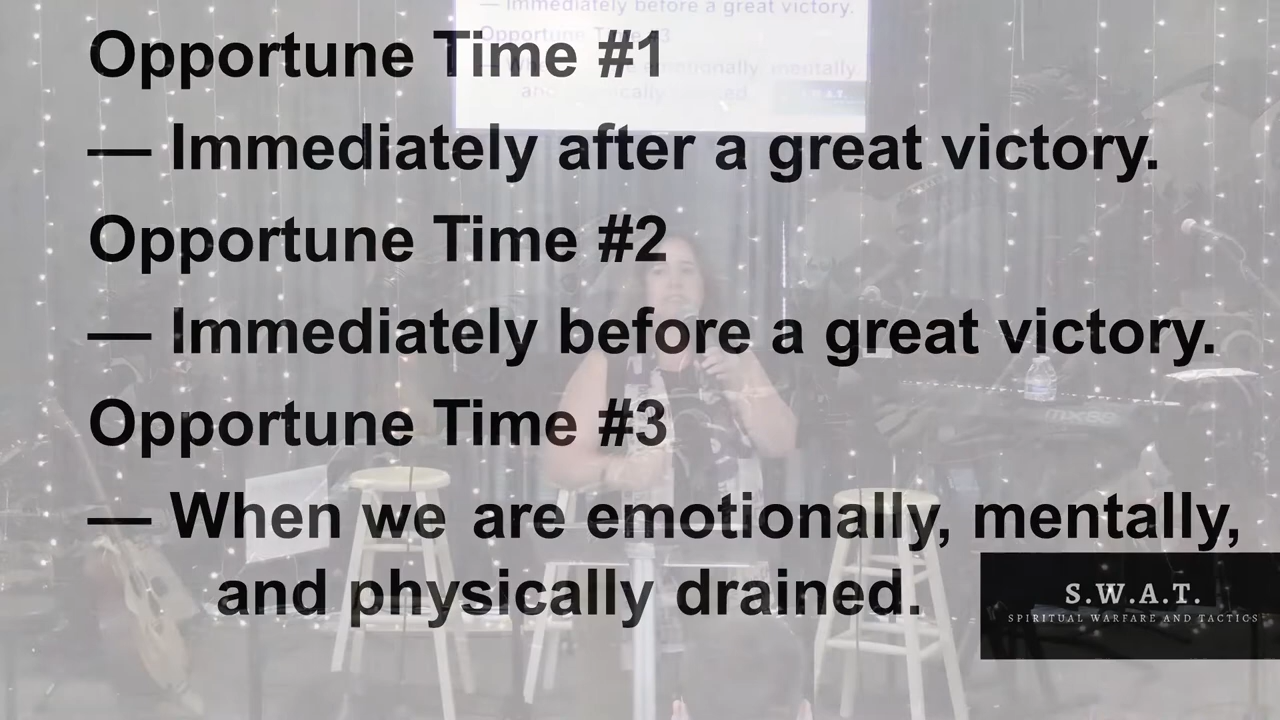 — Immediately before a great victory.
Opportune Time #1
— Immediately after a great victory.
Opportune Time #2
— Immediately before a great victory.
Opportune Time #3
— When we are emotionally, mentally,
and physically drained.
S.W.A.T.
SPIRITUAL WARFARE AND TACTICS